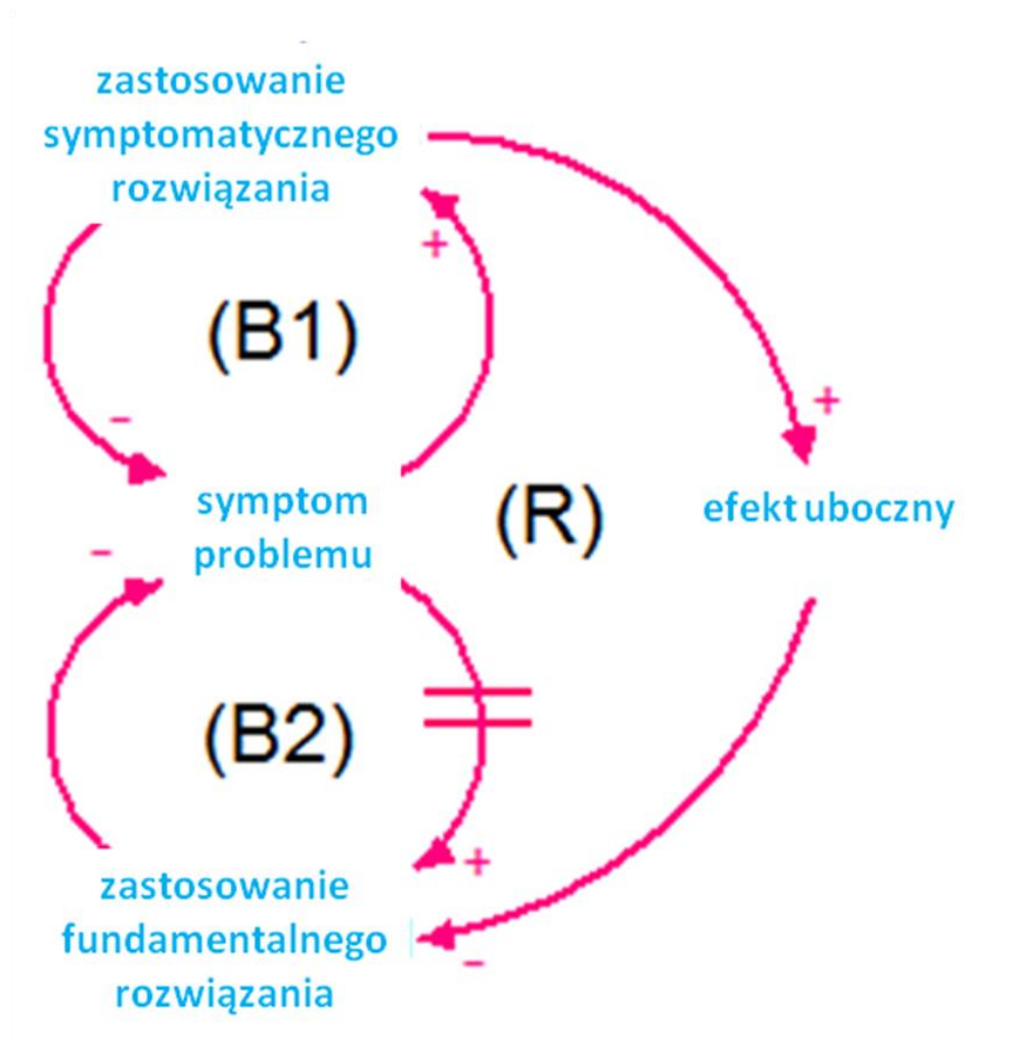 zastosowanie
symptomatycznego
rozwiązania
+
(B1)
-
+
symptom
problemu
(R)
efekt uboczny
-
(B2)
+
zastosowanie
fundamentalnego
rozwiązania
-